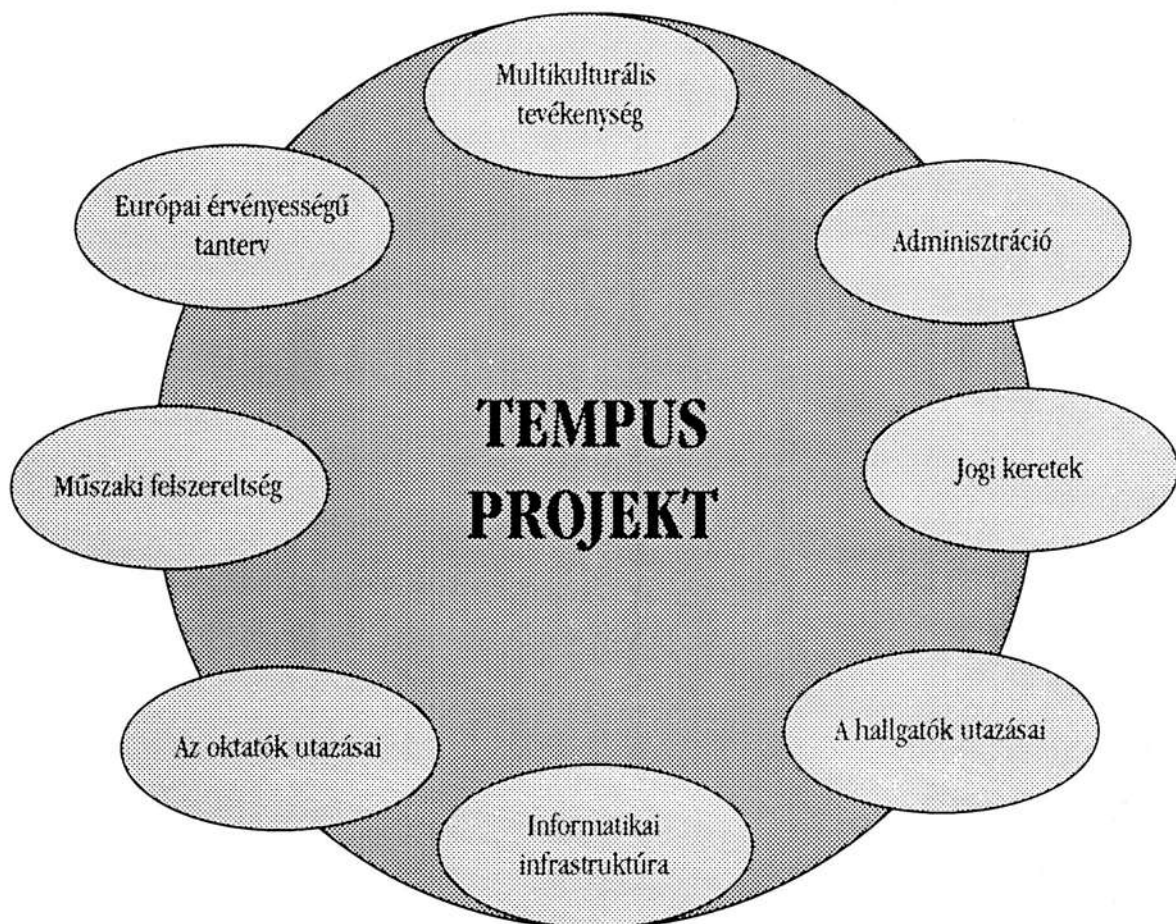 Multikulturális
tevékenység
Európai érvényességű
tanterv
Adminisztráció
TEMPUS
PROJEKT
Műszaki felszereltség
Jogi keretek
Az oktatók utazásai
A hallgatók utazásai
Informatikai
infrastruktúra